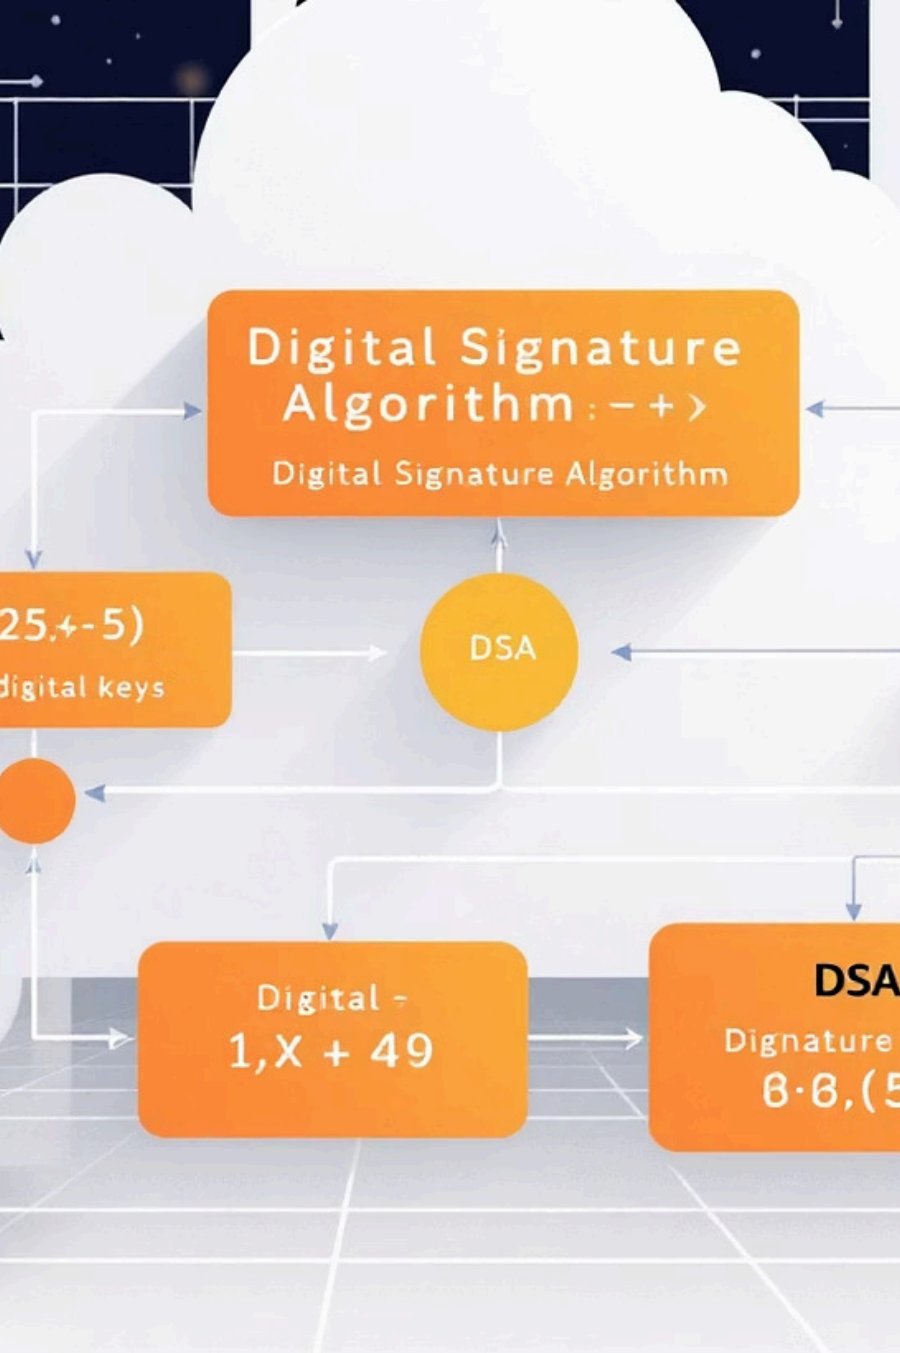 Digital Signature
Algorithm : − + >
Digital Signature Algorithm
25,+-5)
digital keys
DSA
Digital -
1,X + 49
DSA
Dignature
6·6,(5